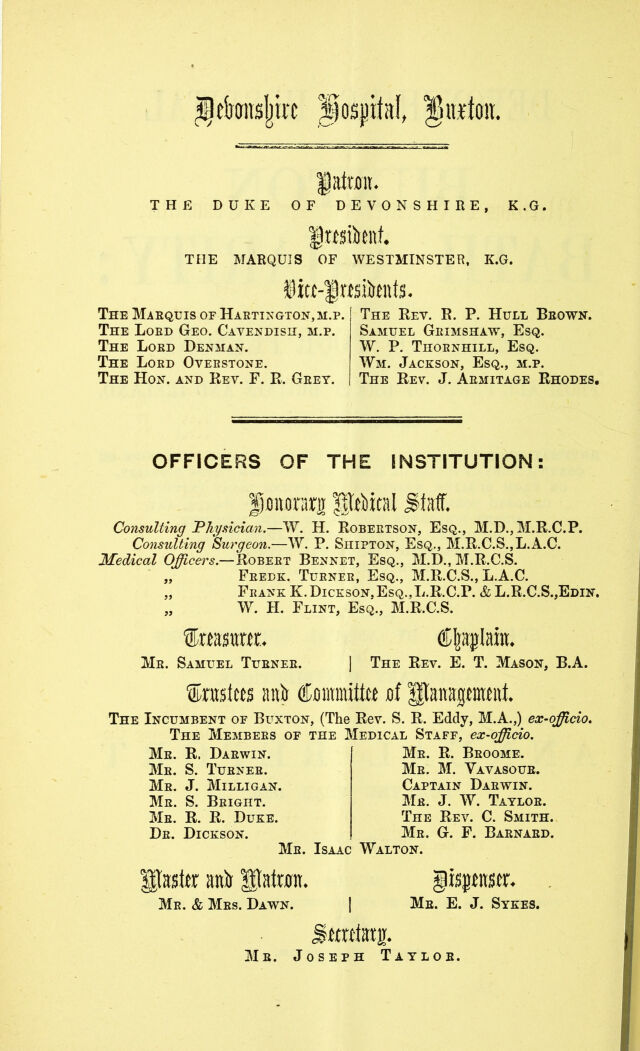 Devonshire Hospital, Buxton.
Patron.
THE DUKE OF DEVONSHIRE, K.G.
President.
THE MARQUIS OF WESTMINSTER, K.G.
Vice-Presidents.
THE MARQUIS OF HARTINGTON, M.P. | THE REV. R. P. HULL BROWN.
THE LORD GEO. CAVENDISH, M.P. | SAMUEL GRIMSHAW, ESQ.
THE LORD DENMAN. | W. P. THORNHILL, ESQ.
THE LORD OVERSTONE. | WM. JACKSON, ESQ., M.P.
THE HON. AND REV. F. R. GREY. | THE REV. J. ARMITAGE RHODES.
OFFICERS OF THE INSTITUTION:
Honorary Medical Staff.
Consulting Physician.—W. H. ROBERTSON, ESQ., M.D., M.R.C.P.
Consulting Surgeon.—W. P. SHIPTON, ESQ., M.R.C.S., L.A.C.
Medical Officers.—ROBERT BENNET, ESQ., M.D., M.R.C.S.
„ FREDK. TURNER, ESQ., M.R.C.S., L.A.C.
„ FRANK K. DICKSON, ESQ., L.R.C.P. & L.R.C.S., EDIN.
„ W. H. FLINT, ESQ., M.R.C.S.
Treasurer. Chaplain.
MR. SAMUEL TURNER. | THE REV. E. T. MASON, B.A.
Trustees and Committee of Management.
THE INCUMBENT OF BUXTON, (The Rev. S. R. Eddy, M.A.,) ex-officio.
THE MEMBERS OF THE MEDICAL STAFF, ex-officio.
MR. R. DARWIN. | MR. R. BROOME.
MR. S. TURNER. | MR. M. VAVASOUR.
MR. J. MILLIGAN. | CAPTAIN DARWIN.
MR. S. BRIGHT. | MR. J. W. TAYLOR.
MR. R. R. DUKE. | THE REV. C. SMITH.
DR. DICKSON. | MR. G. F. BARNARD.
MR. ISAAC WALTON.
Master and Matron. Dispenser.
MR. & MRS. DAWN. | MR. E. J. SYKES.
Secretary.
MR. JOSEPH TAYLOR.